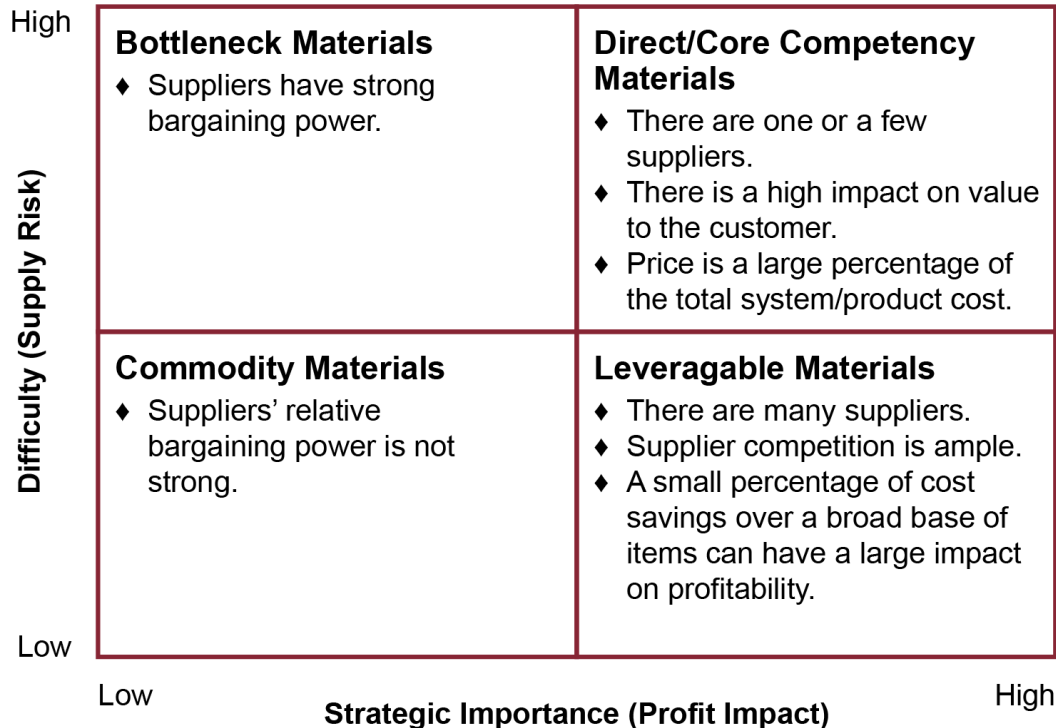 High
Bottleneck Materials
♦ Suppliers have strong
bargaining power.
Direct/Core Competency
Materials
♦ There are one or a few
suppliers.
♦ There is a high impact on value
to the customer.
♦ Price is a large percentage of
the total system/product cost.
Difficulty (Supply Risk)
Commodity Materials
♦ Suppliers’ relative
bargaining power is not
strong.
Leveragable Materials
♦ There are many suppliers.
♦ Supplier competition is ample.
♦ A small percentage of cost
savings over a broad base of
items can have a large impact
on profitability.
Low
Low
High
Strategic Importance (Profit Impact)